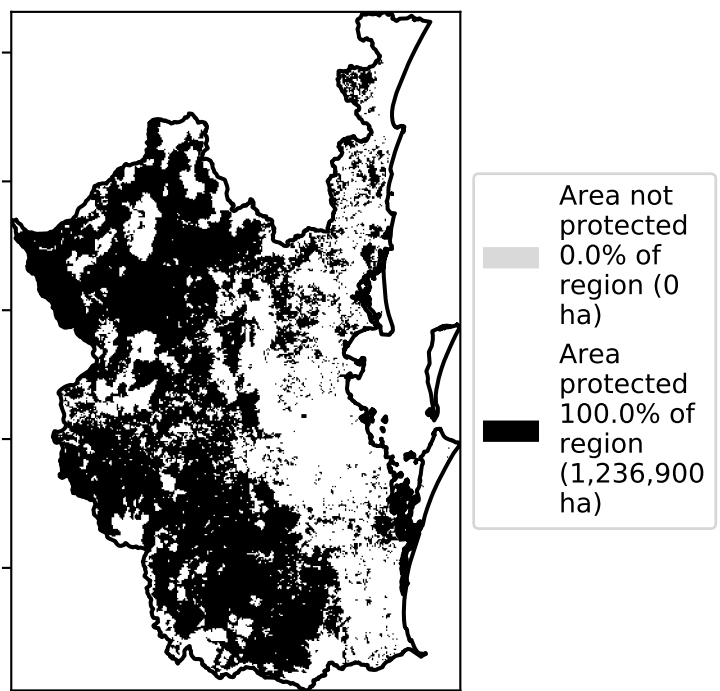 Area not
protected
0.0% of
region (0
ha)
Area
protected
100.0% of
region
(1,236,900
ha)